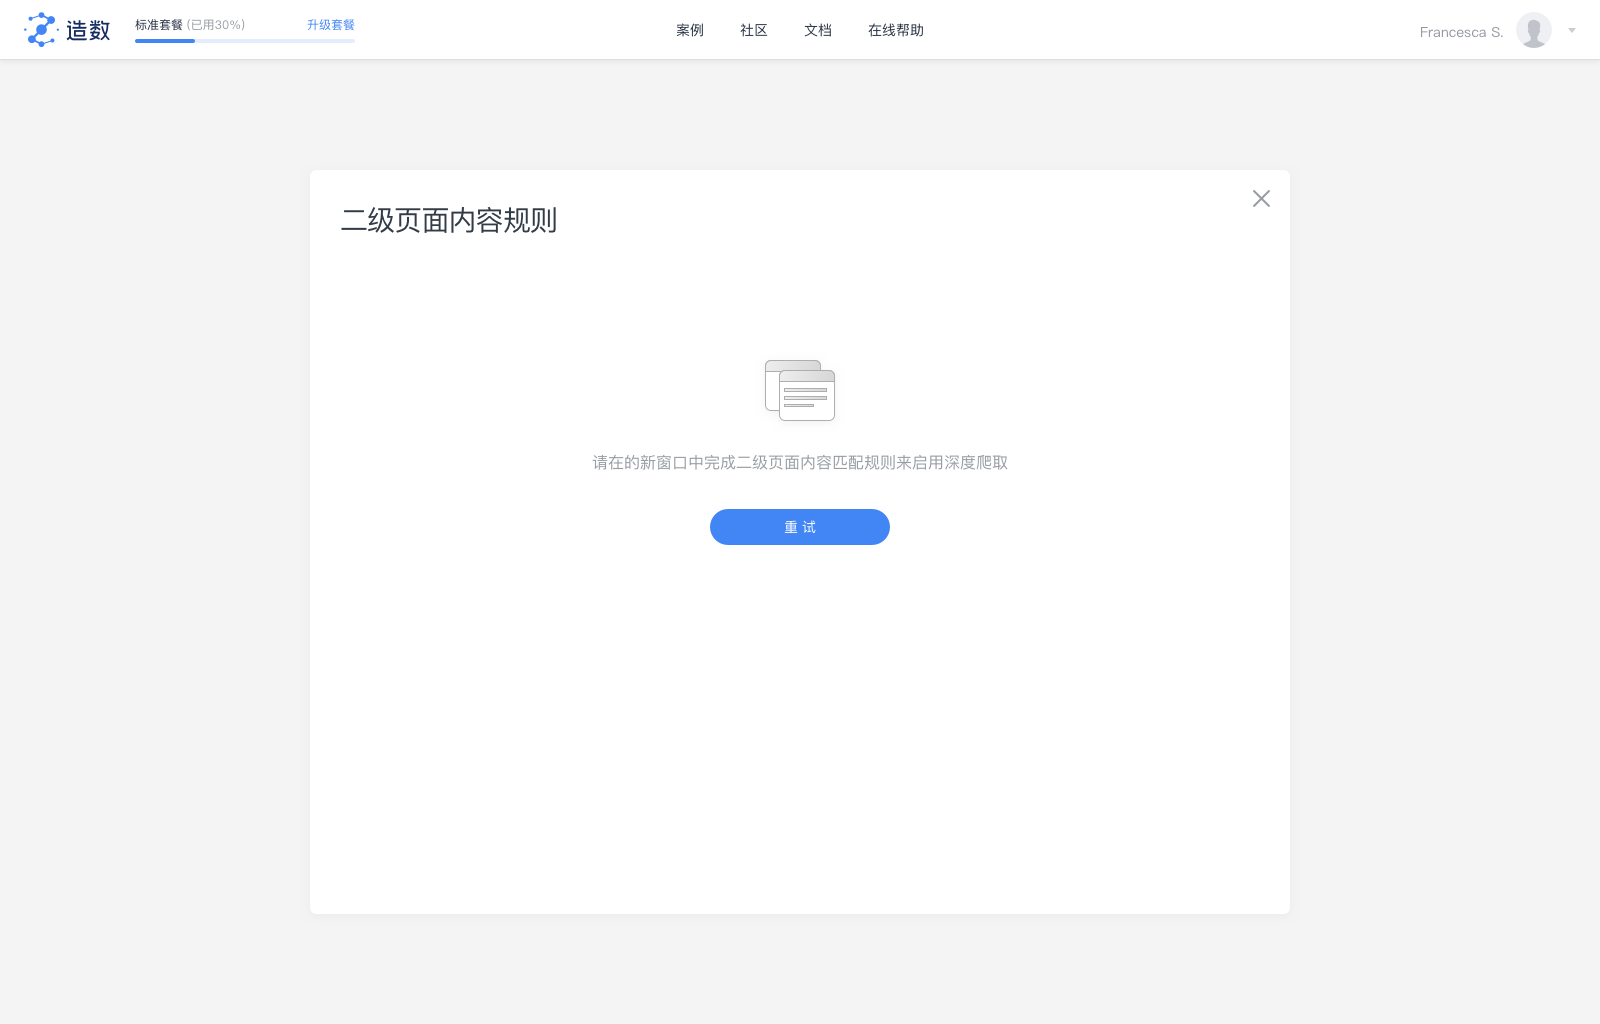 造数
标准套餐 (已用30%)
升级套餐
案例
社区
文档
在线帮助
Francesca S.
二级页面内容规则
请在的新窗口中完成二级页面内容匹配规则来启用深度爬取
重 试